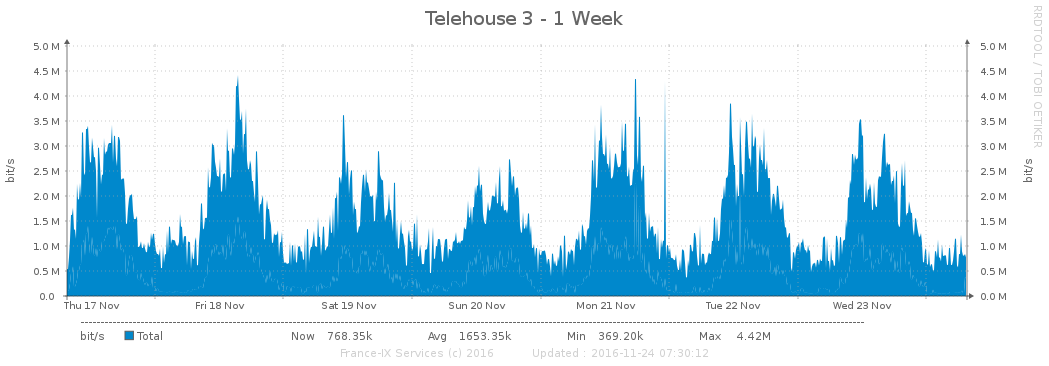 Telehouse 3 - 1 Week
RRDTOOL / TOBI OETIKER
bit/s
5.0 M
4.5 M
4.0 M
3.5 M
3.0 M
2.5 M
2.0 M
1.5 M
1.0 M
0.5 M
0.0
5.0 M
4.5 M
4.0 M
3.5 M
3.0 M
2.5 M
2.0 M
1.5 M
1.0 M
0.5 M
0.0 M
bit/s
Thu 17 Nov Fri 18 Nov Sat 19 Nov Sun 20 Nov Mon 21 Nov Tue 22 Nov Wed 23 Nov
bit/s Total Now 768.35k Avg 1653.35k Min 369.20k Max 4.42M
France-IX Services (c) 2016 Updated : 2016-11-24 07:30:12